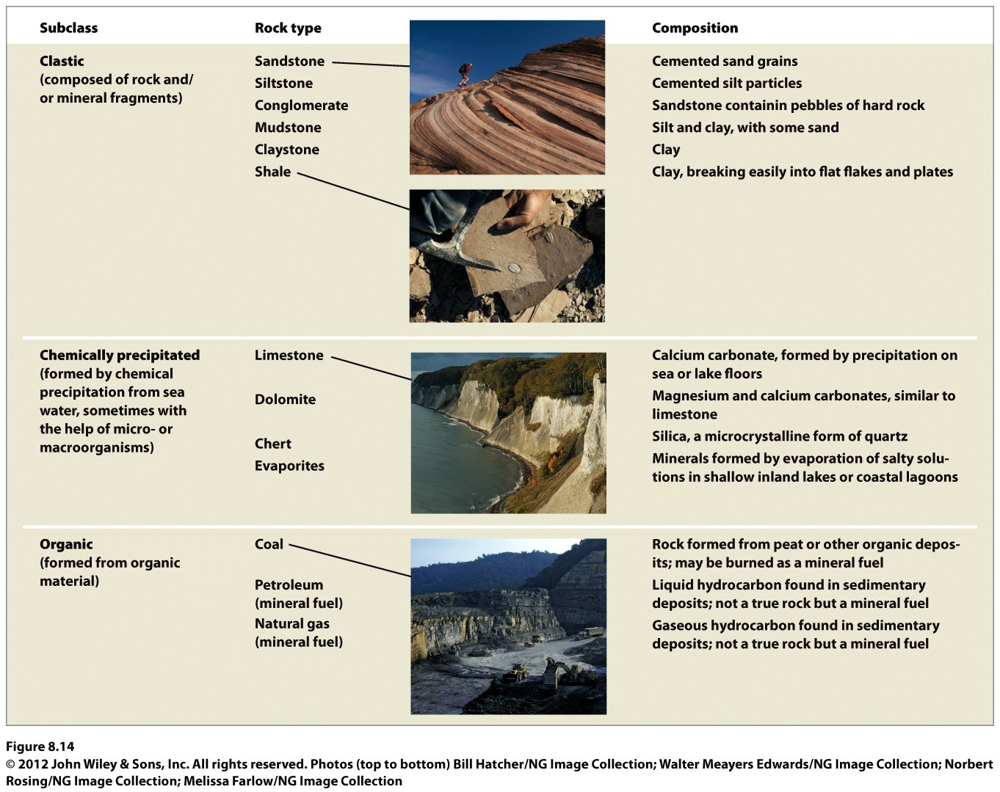 Subclass
Rock type
Composition
Clastic
(composed of rock and/
or mineral fragments)
Sandstone
Siltstone
Conglomerate
Mudstone
Claystone
Shale
Cemented sand grains
Cemented silt particles
Sandstone containin pebbles of hard rock
Silt and clay, with some sand
Clay
Clay, breaking easily into flat flakes and plates
Chemically precipitated
(formed by chemical
precipitation from sea
water, sometimes with
the help of micro- or
macroorganisms)
Limestone
Dolomite
Chert
Evaporites
Calcium carbonate, formed by precipitation on
sea or lake floors
Magnesium and calcium carbonates, similar to
limestone
Silica, a microcrystalline form of quartz
Minerals formed by evaporation of salty solu-
tions in shallow inland lakes or coastal lagoons
Organic
(formed from organic
material)
Coal
Petroleum
(mineral fuel)
Natural gas
(mineral fuel)
Rock formed from peat or other organic depos-
its; may be burned as a mineral fuel
Liquid hydrocarbon found in sedimentary
deposits; not a true rock but a mineral fuel
Gaseous hydrocarbon found in sedimentary
deposits; not a true rock but a mineral fuel
Figure 8.14
© 2012 John Wiley & Sons, Inc. All rights reserved. Photos (top to bottom) Bill Hatcher/NG Image Collection; Walter Meayers Edwards/NG Image Collection; Norbert
Rosing/NG Image Collection; Melissa Farlow/NG Image Collection